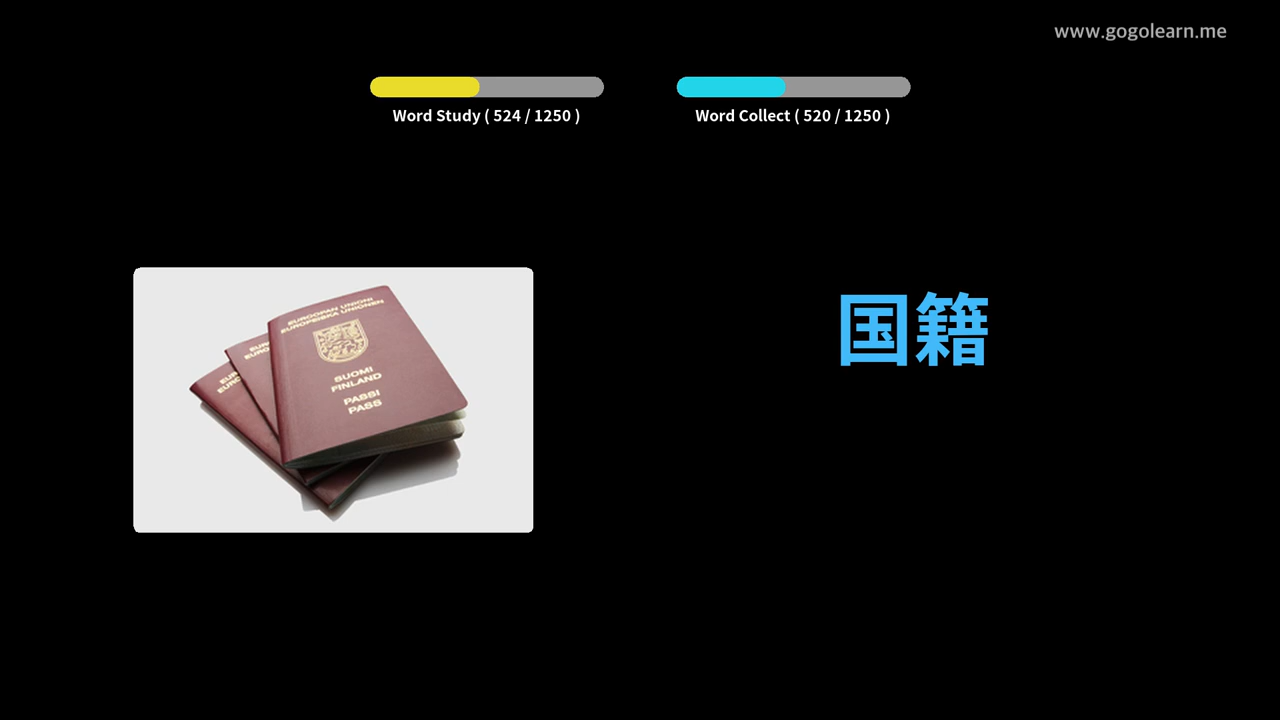 www.gogolearn.me
Word Study ( 524 / 1250 )
Word Collect ( 520 / 1250 )
国籍
EUROOPAN UNIONI
EUROPEISKA UNIONEN
SUOMI
FINLAND
PASSI
PASS